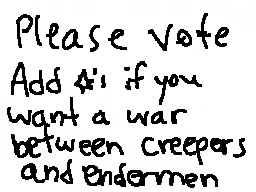 Please vote
Add ☆'s if you
want a war
between creepers
and endermen